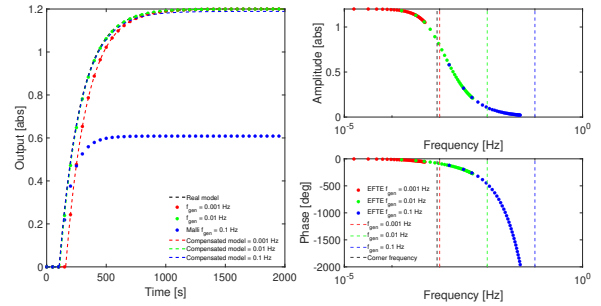 1.2
0.8
0.4
0
0
500
1000
1500
2000
Output [abs]
Time [s]
Real model
f_gen = 0.001 Hz
f_gen = 0.01 Hz
Malli f_gen = 0.1 Hz
Compensated model = 0.001 Hz
Compensated model = 0.01 Hz
Compensated model = 0.1 Hz
1
0.5
0
10^-5
10^0
Amplitude [abs]
Frequency [Hz]
0
-500
-1000
-1500
-2000
10^-5
10^0
Phase [deg]
Frequency [Hz]
EFTE f_gen = 0.001 Hz
EFTE f_gen = 0.01 Hz
EFTE f_gen = 0.1 Hz
f_gen = 0.001 Hz
f_gen = 0.01 Hz
f_gen = 0.1 Hz
Corner frequency